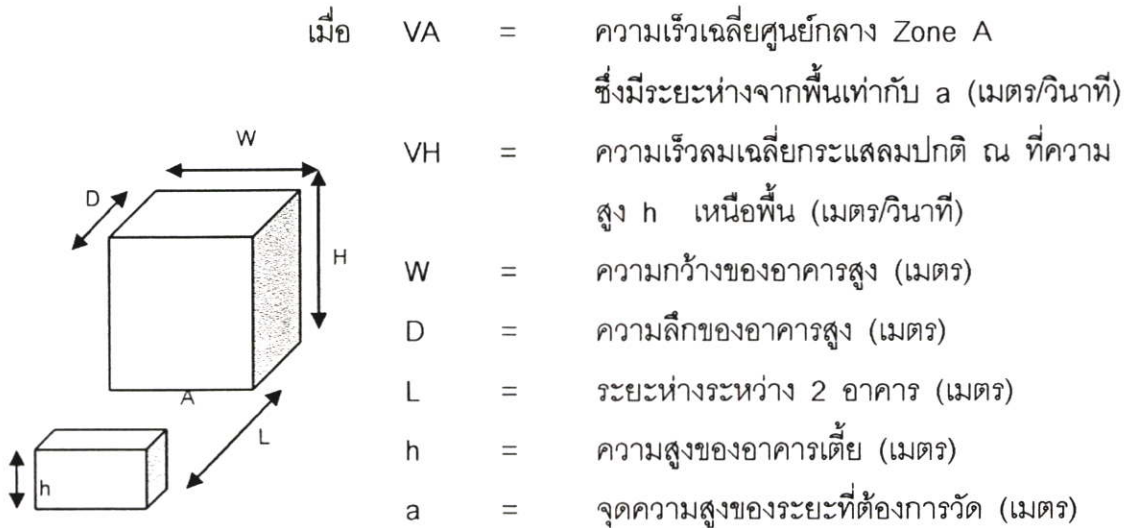 เมื่อ VA = ความเร็วเฉลี่ยศูนย์กลาง Zone A
ซึ่งมีระยะห่างจากพื้นเท่ากับ a (เมตร/วินาที)
VH = ความเร็วลมเฉลี่ยกระแสลมปกติ ณ ที่ความ
สูง h เหนือพื้น (เมตร/วินาที)
W = ความกว้างของอาคารสูง (เมตร)
D = ความลึกของอาคารสูง (เมตร)
L = ระยะห่างระหว่าง 2 อาคาร (เมตร)
h = ความสูงของอาคารเตี้ย (เมตร)
a = จุดความสูงของระยะที่ต้องการวัด (เมตร)
W
D
H
A
L
h